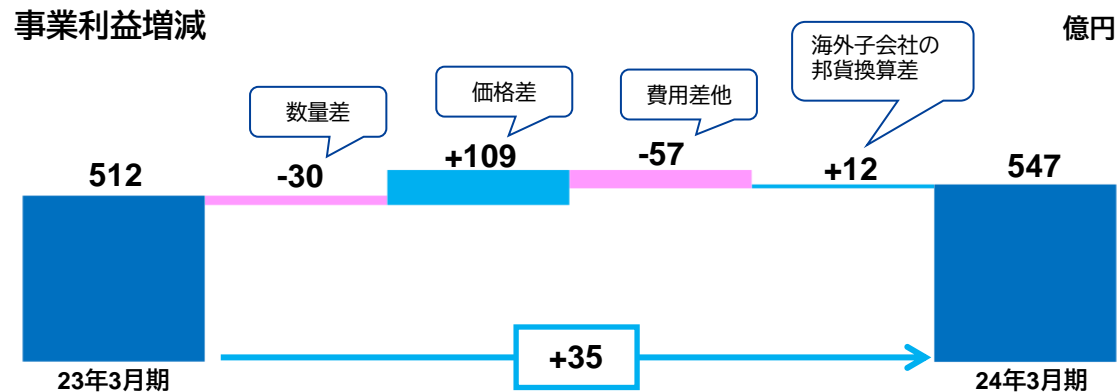 事業利益増減
億円
数量差
価格差
費用差他
海外子会社の
邦貨換算差
512
-30
+109
-57
+12
547
+35
23年3月期
24年3月期